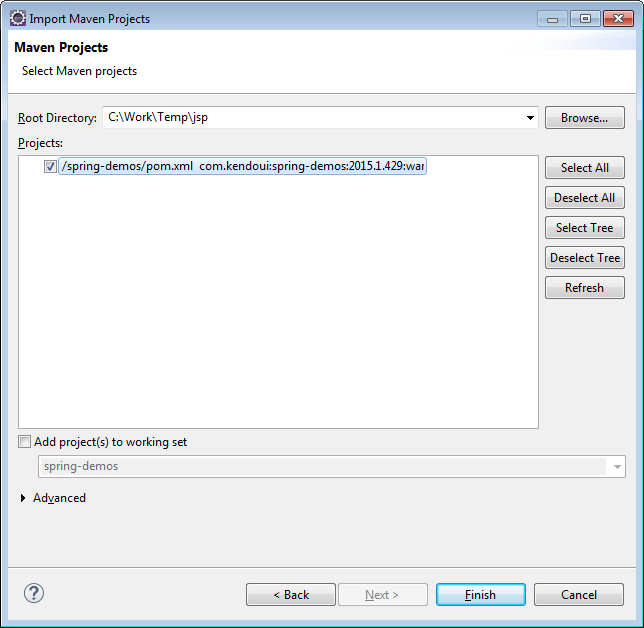 Import Maven Projects
Maven Projects
Select Maven projects
Root Directory: C:\Work\Temp\jsp Browse...
Projects:
/spring-demos/pom.xml com.kendoui:spring-demos:2015.1.429:war
Select All
Deselect All
Select Tree
Deselect Tree
Refresh
Add project(s) to working set
spring-demos
Advanced
? < Back Next > Finish Cancel